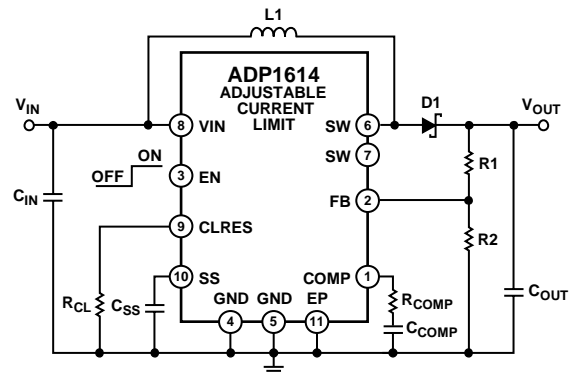 L1
ADP1614
ADJUSTABLE
CURRENT
LIMIT
VIN
D1
VOUT
8 VIN
SW 6
SW 7
R1
ON
OFF
3 EN
CIN
FB 2
9 CLRES
R2
10 SS
COMP 1
RCL
CSS
GND GND EP
4 5 11
RCOMP
CCOMP
COUT